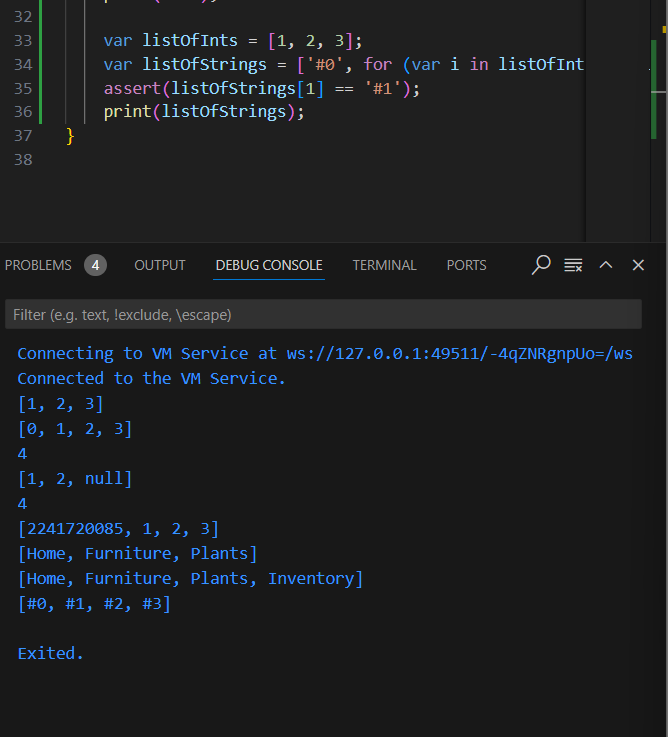 32
33 var listOfInts = [1, 2, 3];
34 var listOfStrings = ['#0', for (var i in listOfInt
35 assert(listOfStrings[1] == '#1');
36 print(listOfStrings);
37 }
38
PROBLEMS 4 OUTPUT DEBUG CONSOLE TERMINAL PORTS
Filter (e.g. text, !exclude, \escape)
Connecting to VM Service at ws://127.0.0.1:49511/-4qZNRgnpUo=/ws
Connected to the VM Service.
[1, 2, 3]
[0, 1, 2, 3]
4
[1, 2, null]
4
[2241720085, 1, 2, 3]
[Home, Furniture, Plants]
[Home, Furniture, Plants, Inventory]
[#0, #1, #2, #3]
Exited.